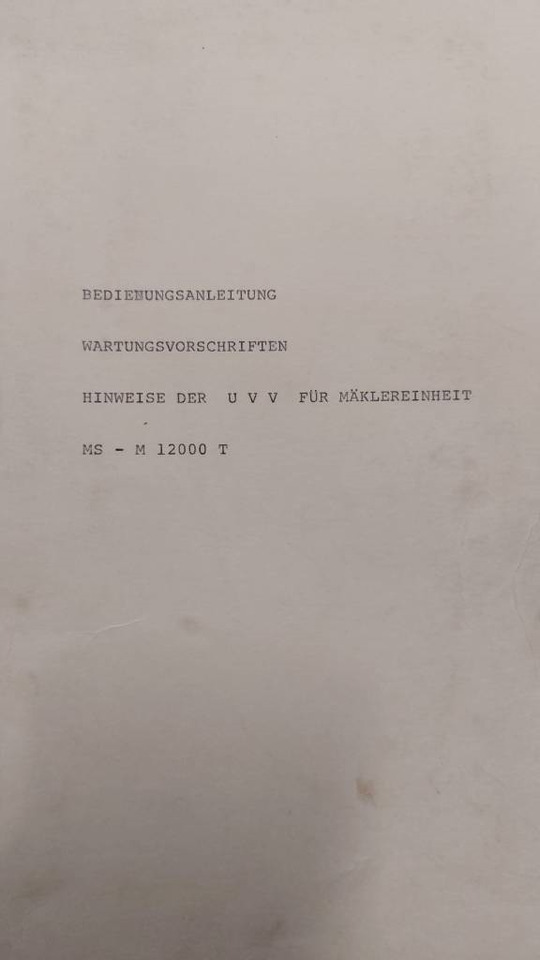 BEDIENUNGSANLEITUNG
WARTUNGSVORSCHRIFTEN
HINWEISE DER U V V FÜR MÄKLEREINHEIT
MS - M 12000 T